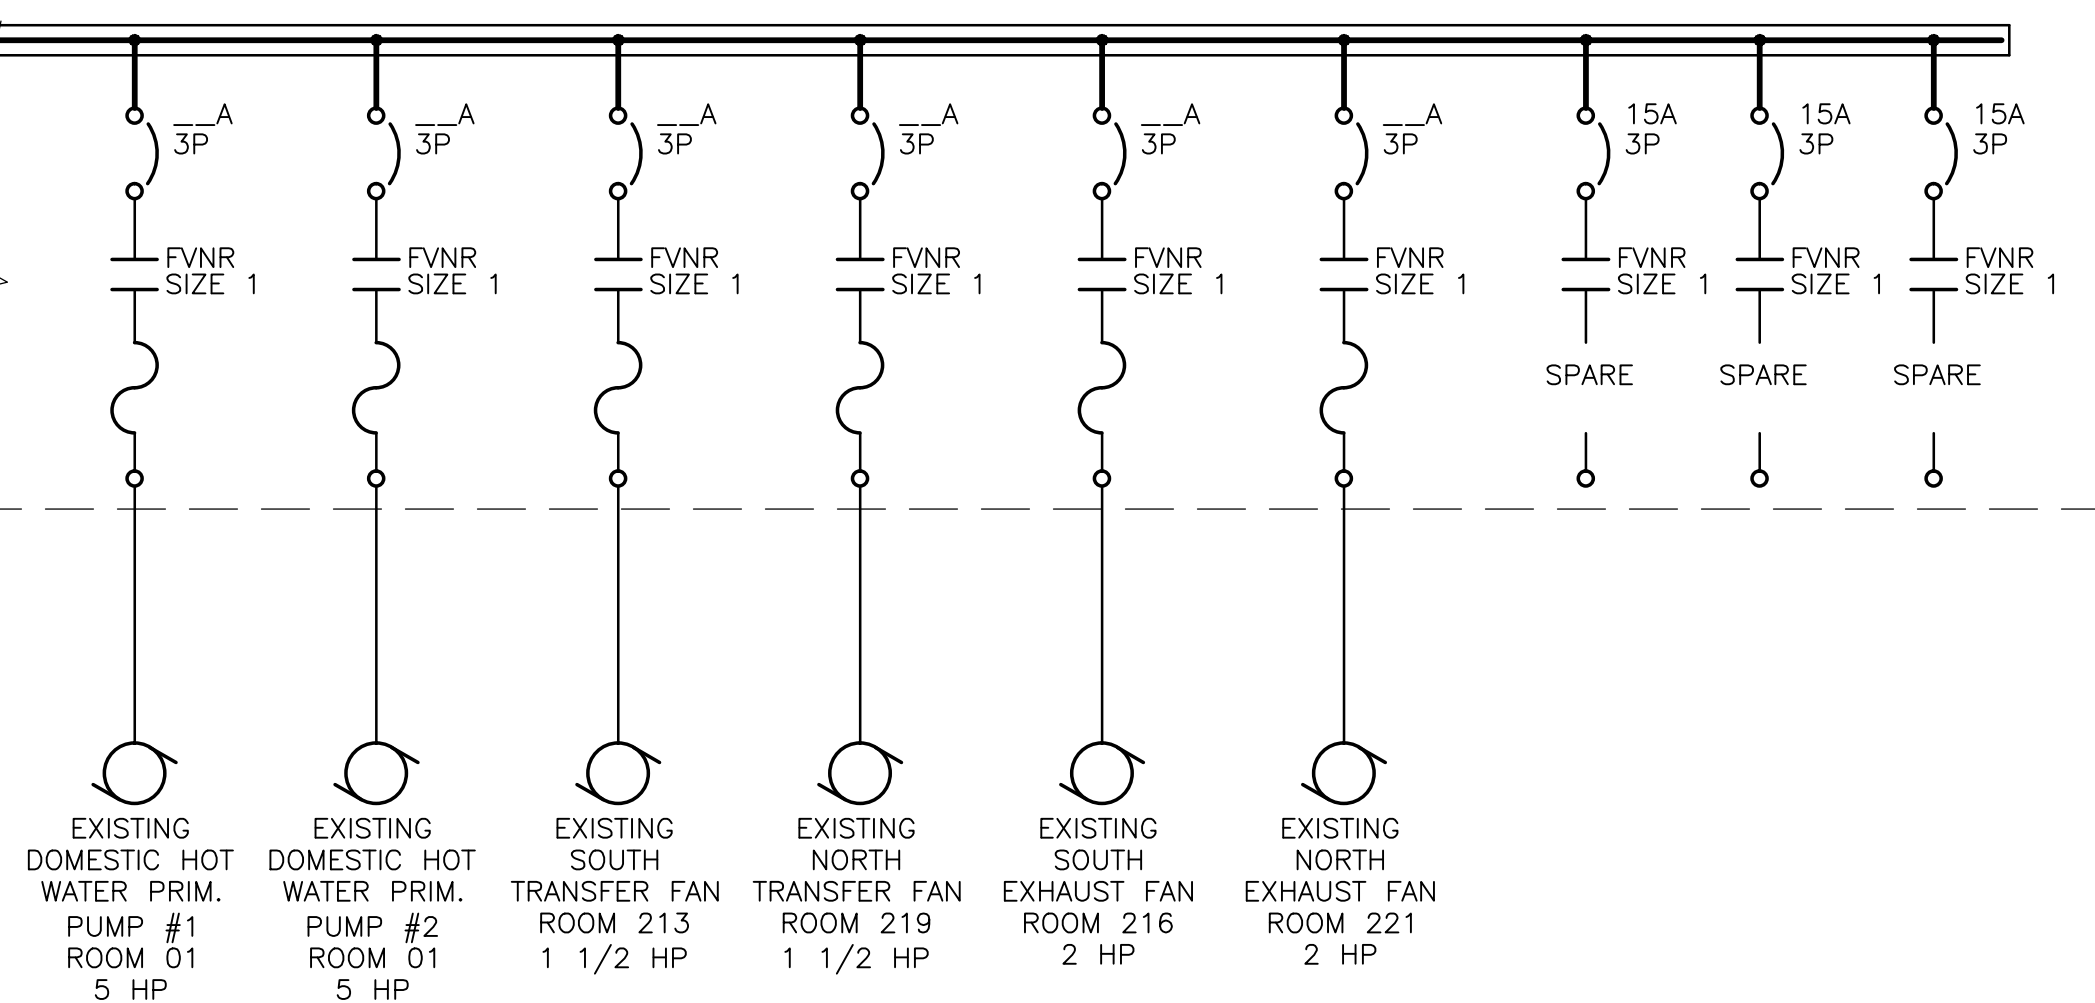 __A
3P
FVNR
SIZE 1
EXISTING
DOMESTIC HOT
WATER PRIM.
PUMP #1
ROOM 01
5 HP
__A
3P
FVNR
SIZE 1
EXISTING
DOMESTIC HOT
WATER PRIM.
PUMP #2
ROOM 01
5 HP
__A
3P
FVNR
SIZE 1
EXISTING
SOUTH
TRANSFER FAN
ROOM 213
1 1/2 HP
__A
3P
FVNR
SIZE 1
EXISTING
NORTH
TRANSFER FAN
ROOM 219
1 1/2 HP
__A
3P
FVNR
SIZE 1
EXISTING
SOUTH
EXHAUST FAN
ROOM 216
2 HP
__A
3P
FVNR
SIZE 1
EXISTING
NORTH
EXHAUST FAN
ROOM 221
2 HP
15A
3P
FVNR
SIZE 1
SPARE
15A
3P
FVNR
SIZE 1
SPARE
15A
3P
FVNR
SIZE 1
SPARE